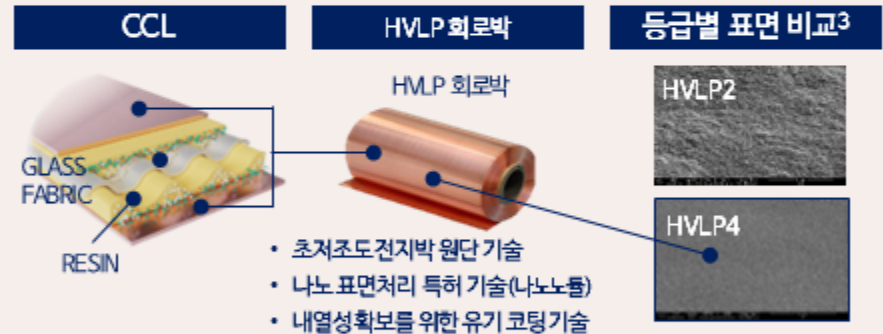 CCL
HVLP 회로박
등급별 표면 비교3
HVLP 회로박
HVLP2
GLASS
FABRIC
HVLP4
RESIN
• 초저조도 전지박 원단 기술
• 나노 표면처리 특허 기술(나노노듈)
• 내열성확보를 위한 유기 코팅 기술